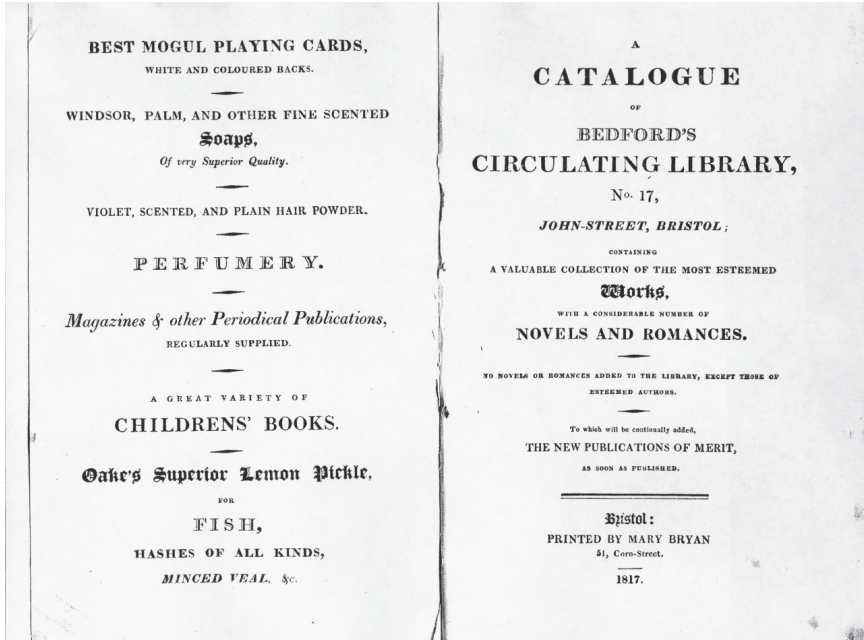 BEST MOGUL PLAYING CARDS,
WHITE AND COLOURED BACKS.
WINDSOR, PALM, AND OTHER FINE SCENTED
Soaps,
Of very Superior Quality.
VIOLET, SCENTED, AND PLAIN HAIR POWDER.
PERFUMERY.
Magazines & other Periodical Publications,
REGULARLY SUPPLIED.
A GREAT VARIETY OF
CHILDRENS' BOOKS.
Oake's Superior Lemon Pickle,
FOR
FISH,
HASHES OF ALL KINDS,
MINCED VEAL, &c.
A
CATALOGUE
OF
BEDFORD'S
CIRCULATING LIBRARY,
No. 17,
JOHN-STREET, BRISTOL;
CONTAINING
A VALUABLE COLLECTION OF THE MOST ESTEEMED
Works,
WITH A CONSIDERABLE NUMBER OF
NOVELS AND ROMANCES.
NO NOVELS OR ROMANCES ADDED TO THE LIBRARY, EXCEPT THOSE OF
ESTEEMED AUTHORS.
To which will be continually added,
THE NEW PUBLICATIONS OF MERIT,
AS SOON AS PUBLISHED.
Bristol:
PRINTED BY MARY BRYAN
51, Corn-Street.
1817.